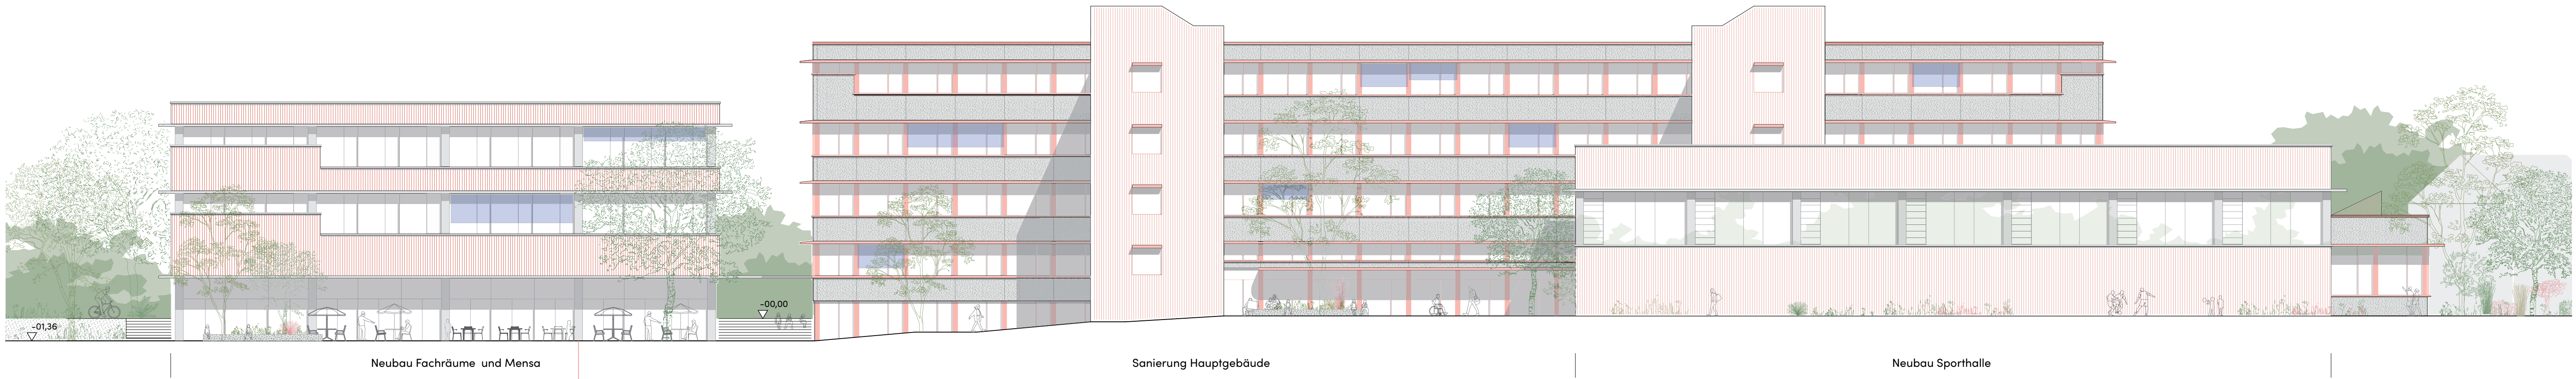 -00,00
-01,36
Neubau Fachräume  und Mensa
Sanierung Hauptgebäude
Neubau Sporthalle